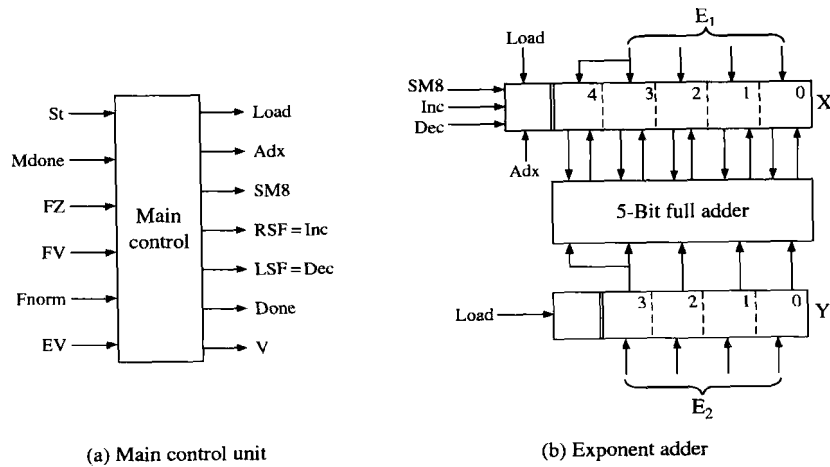 St
Mdone
FZ
FV
Fnorm
EV
Main
control
Load
Adx
SM8
RSF = Inc
LSF = Dec
Done
V
(a) Main control unit
E₁
Load
SM8
Inc
Dec
4 3 2 1 0
X
Adx
5-Bit full adder
Load
3 2 1 0
Y
E₂
(b) Exponent adder